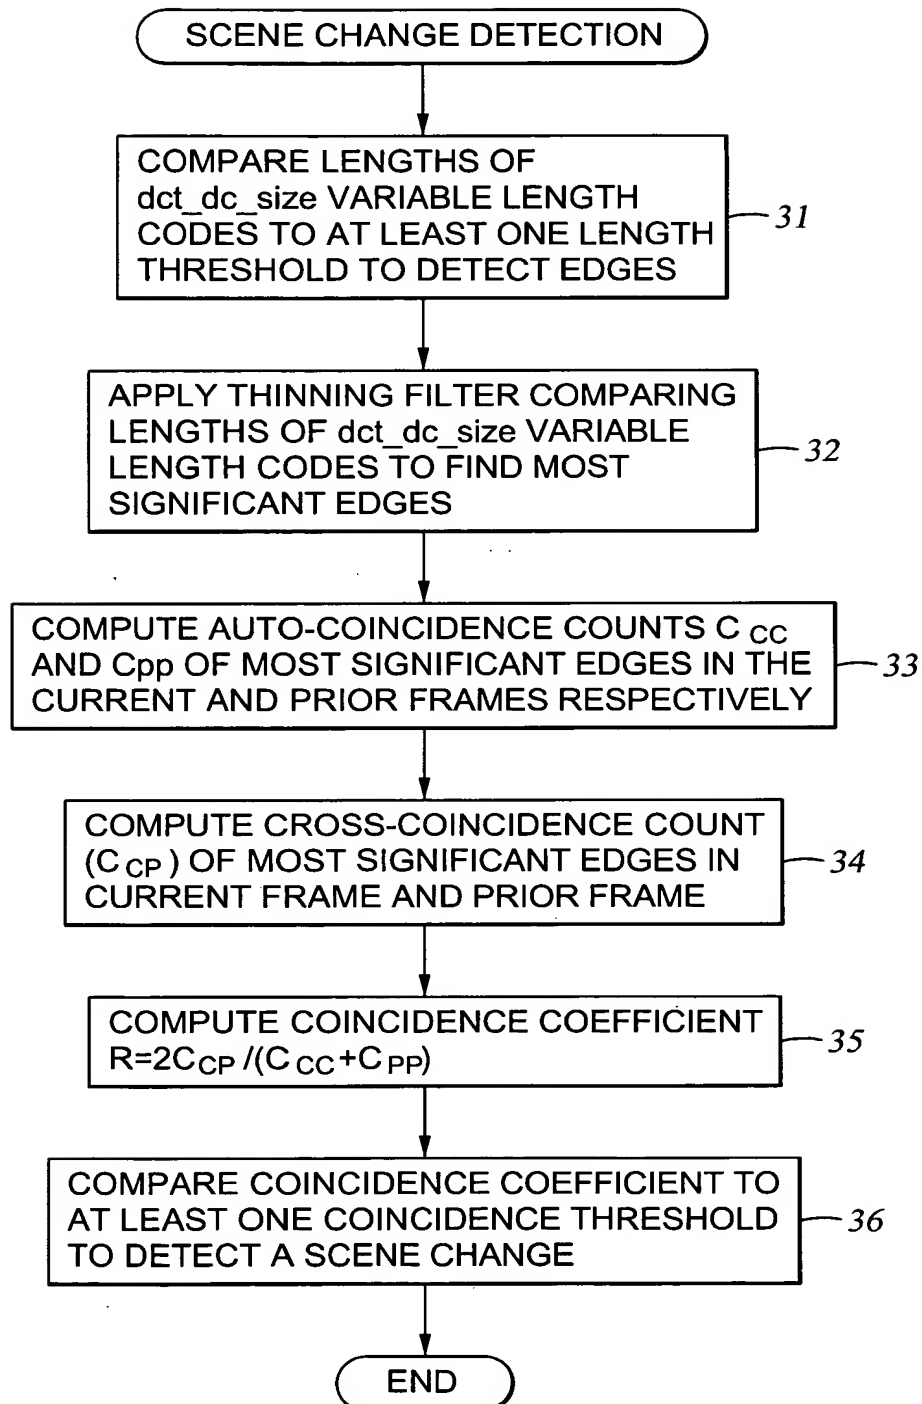 SCENE CHANGE DETECTION
COMPARE LENGTHS OF
dct_dc_size VARIABLE LENGTH
CODES TO AT LEAST ONE LENGTH
THRESHOLD TO DETECT EDGES
31
APPLY THINNING FILTER COMPARING
LENGTHS OF dct_dc_size VARIABLE
LENGTH CODES TO FIND MOST
SIGNIFICANT EDGES
32
COMPUTE AUTO-COINCIDENCE COUNTS C CC
AND Cpp OF MOST SIGNIFICANT EDGES IN THE
CURRENT AND PRIOR FRAMES RESPECTIVELY
33
COMPUTE CROSS-COINCIDENCE COUNT
(C CP) OF MOST SIGNIFICANT EDGES IN
CURRENT FRAME AND PRIOR FRAME
34
COMPUTE COINCIDENCE COEFFICIENT
R=2CCP /(C CC+C PP)
35
COMPARE COINCIDENCE COEFFICIENT TO
AT LEAST ONE COINCIDENCE THRESHOLD
TO DETECT A SCENE CHANGE
36
END